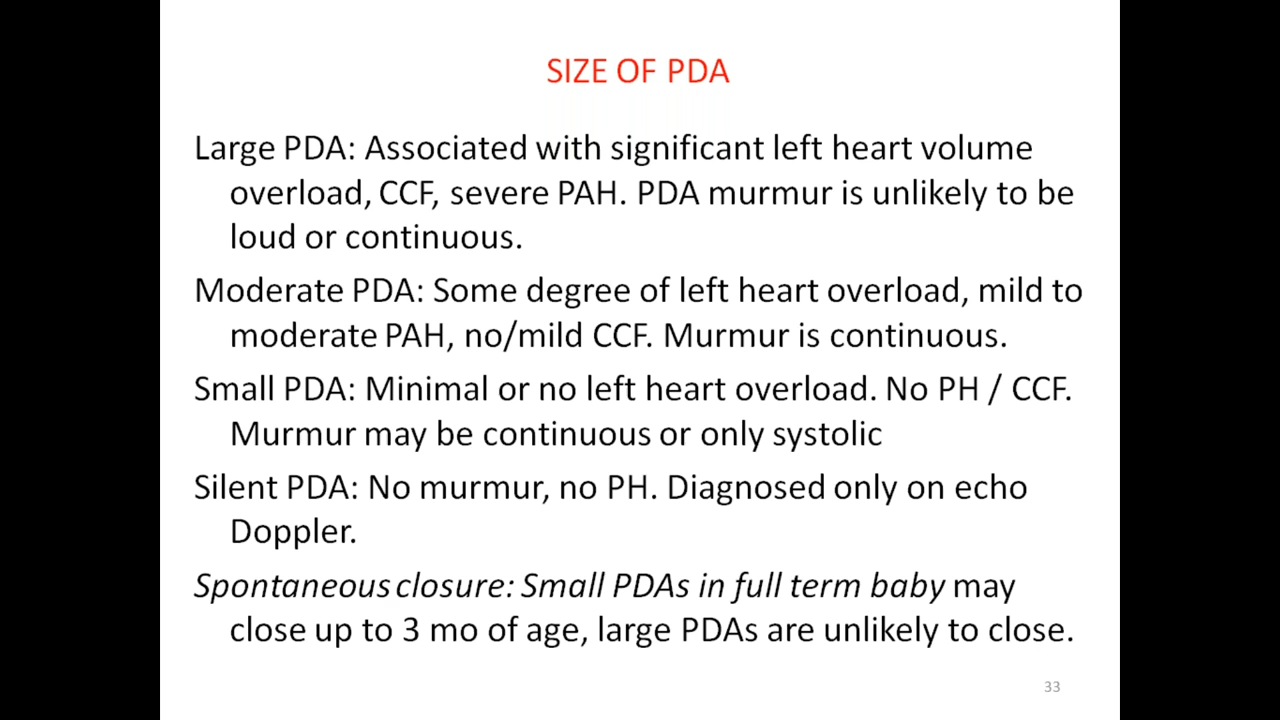 SIZE OF PDA
Large PDA: Associated with significant left heart volume
overload, CCF, severe PAH. PDA murmur is unlikely to be
loud or continuous.
Moderate PDA: Some degree of left heart overload, mild to
moderate PAH, no/mild CCF. Murmur is continuous.
Small PDA: Minimal or no left heart overload. No PH / CCF.
Murmur may be continuous or only systolic
Silent PDA: No murmur, no PH. Diagnosed only on echo
Doppler.
Spontaneous closure: Small PDAs in full term baby may
close up to 3 mo of age, large PDAs are unlikely to close.
33